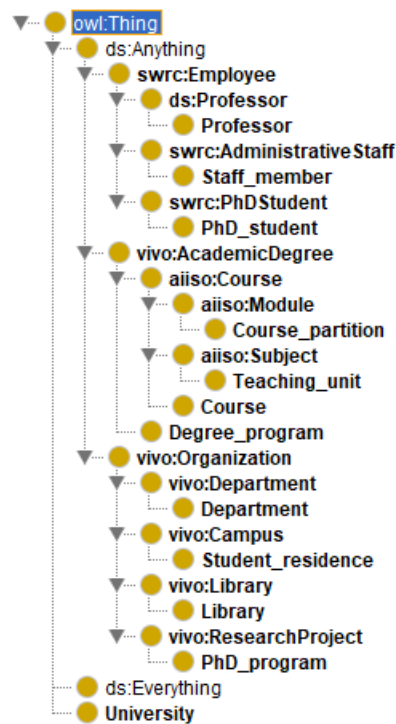 owl:Thing
ds:Anything
swrc:Employee
ds:Professor
Professor
swrc:AdministrativeStaff
Staff_member
swrc:PhDStudent
PhD_student
vivo:AcademicDegree
aiiso:Course
aiiso:Module
Course_partition
aiiso:Subject
Teaching_unit
Course
Degree_program
vivo:Organization
vivo:Department
Department
vivo:Campus
Student_residence
vivo:Library
Library
vivo:ResearchProject
PhD_program
ds:Everything
University